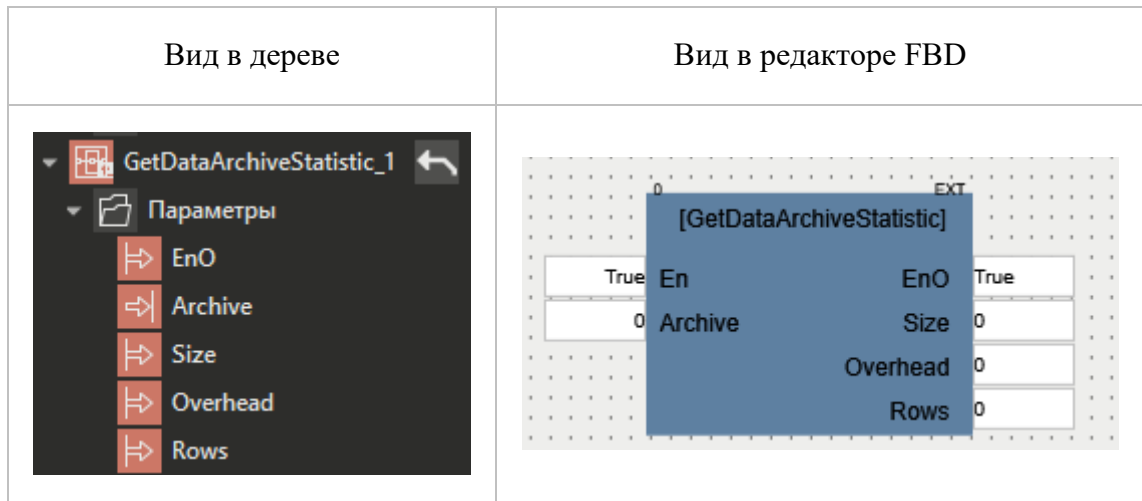 Вид в дереве
Вид в редакторе FBD
GetDataArchiveStatistic_1
Параметры
EnO
Archive
Size
Overhead
Rows
0 EXT
[GetDataArchiveStatistic]
True En EnO True
0 Archive Size 0
Overhead 0
Rows 0